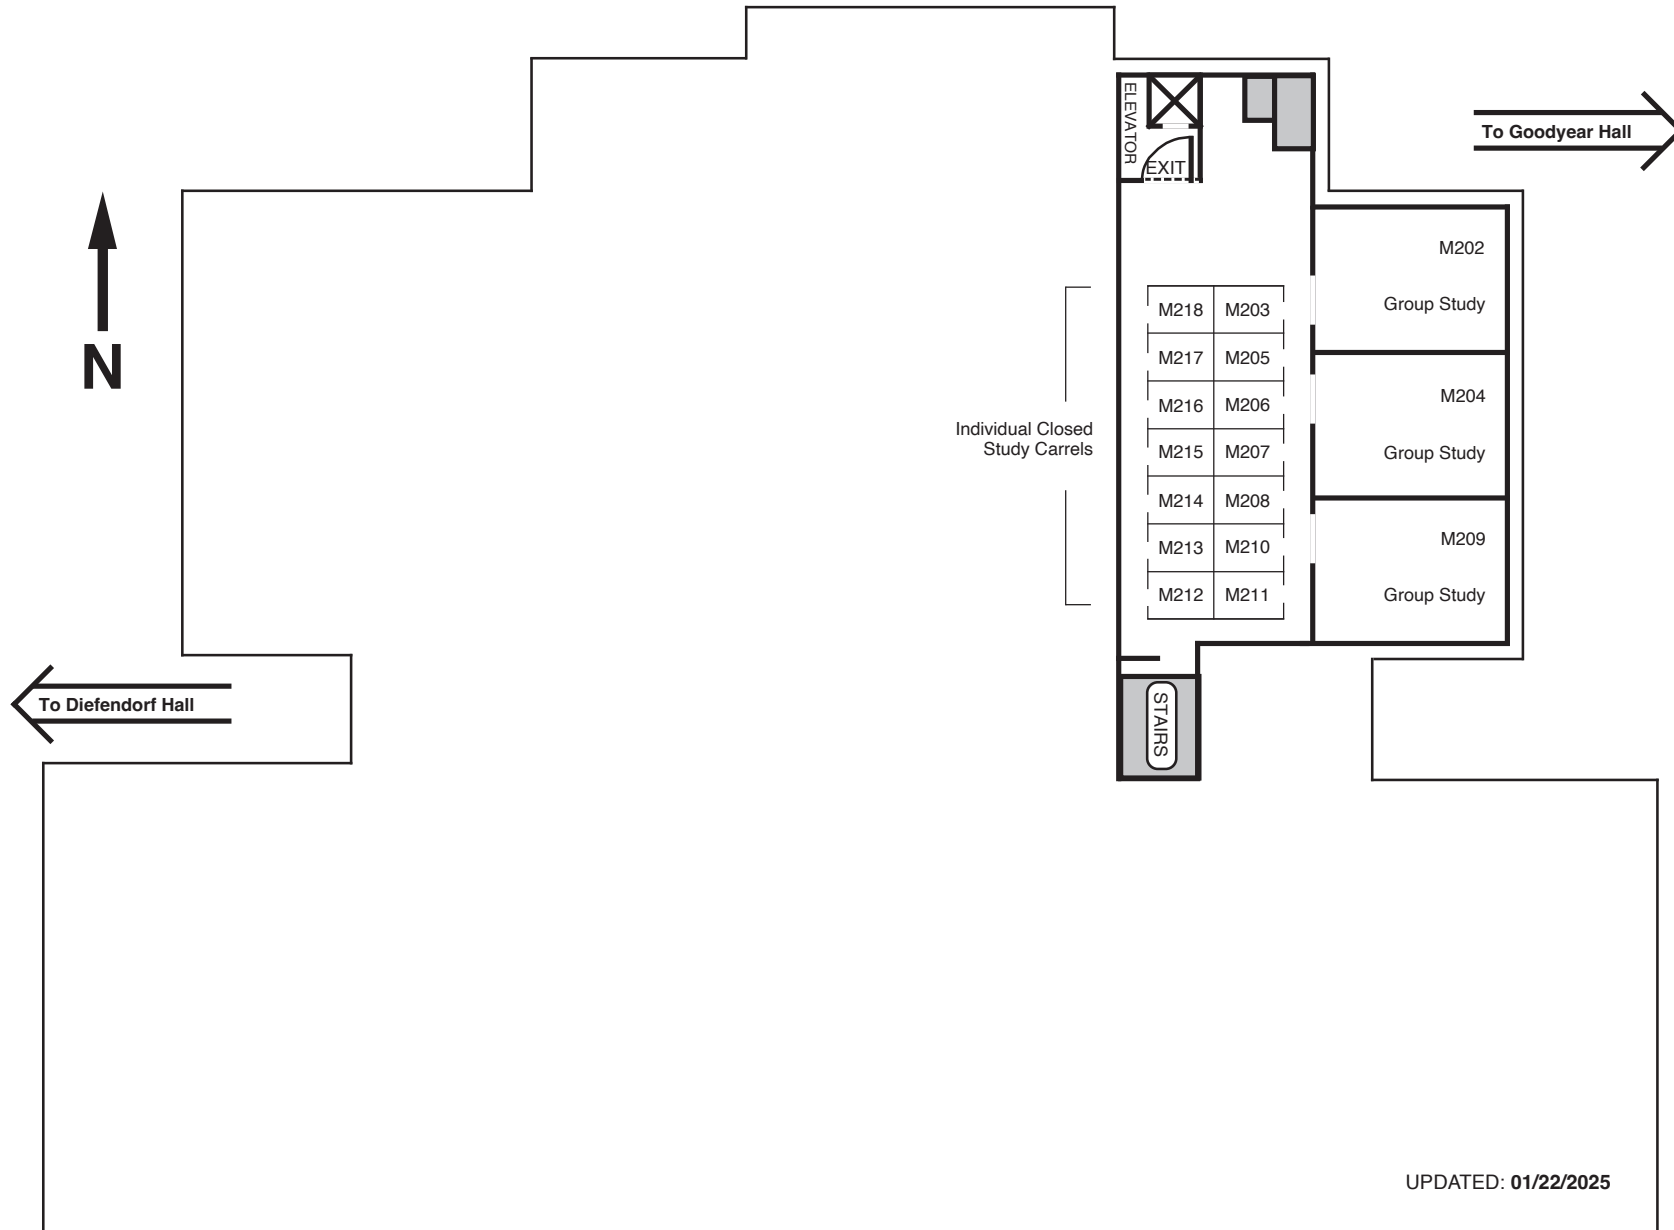 ELEVATOR
EXIT
To Goodyear Hall
N
M202
Group Study
M218 M203
M217 M205
M204
M216 M206
Individual Closed
Study Carrels
M215 M207
Group Study
M214 M208
M209
M213 M210
M212 M211
Group Study
To Diefendorf Hall
STAIRS
UPDATED: 01/22/2025